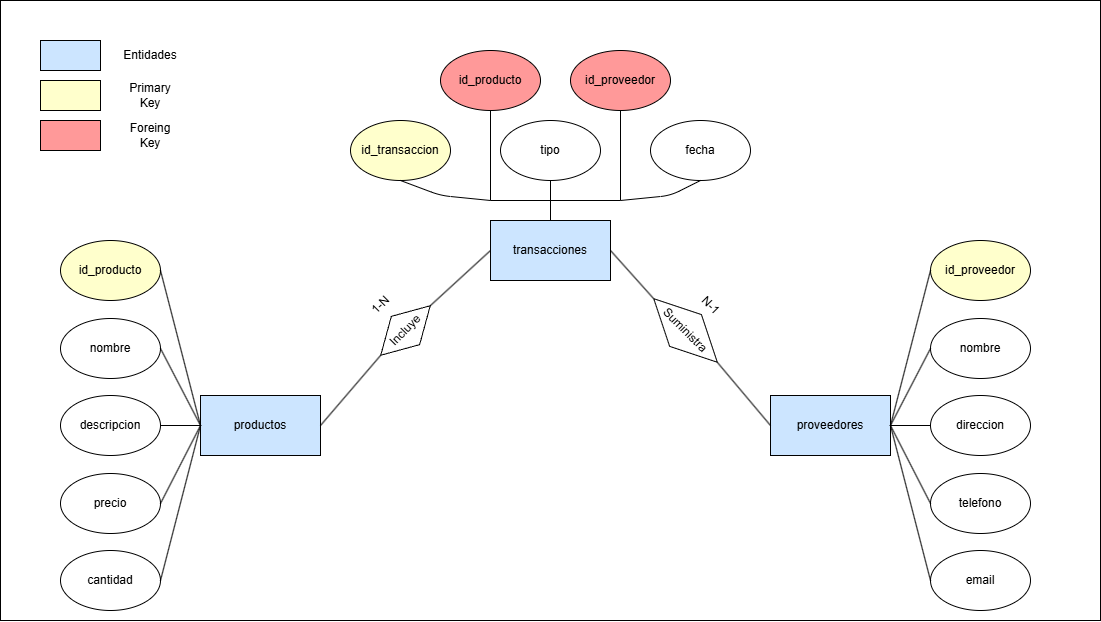 Entidades
Primary
Key
Foreing
Key
id_producto
id_proveedor
id_transaccion
tipo
fecha
transacciones
id_producto
nombre
descripcion
precio
cantidad
productos
1-N
Incluye
N-1
Suministra
proveedores
id_proveedor
nombre
direccion
telefono
email